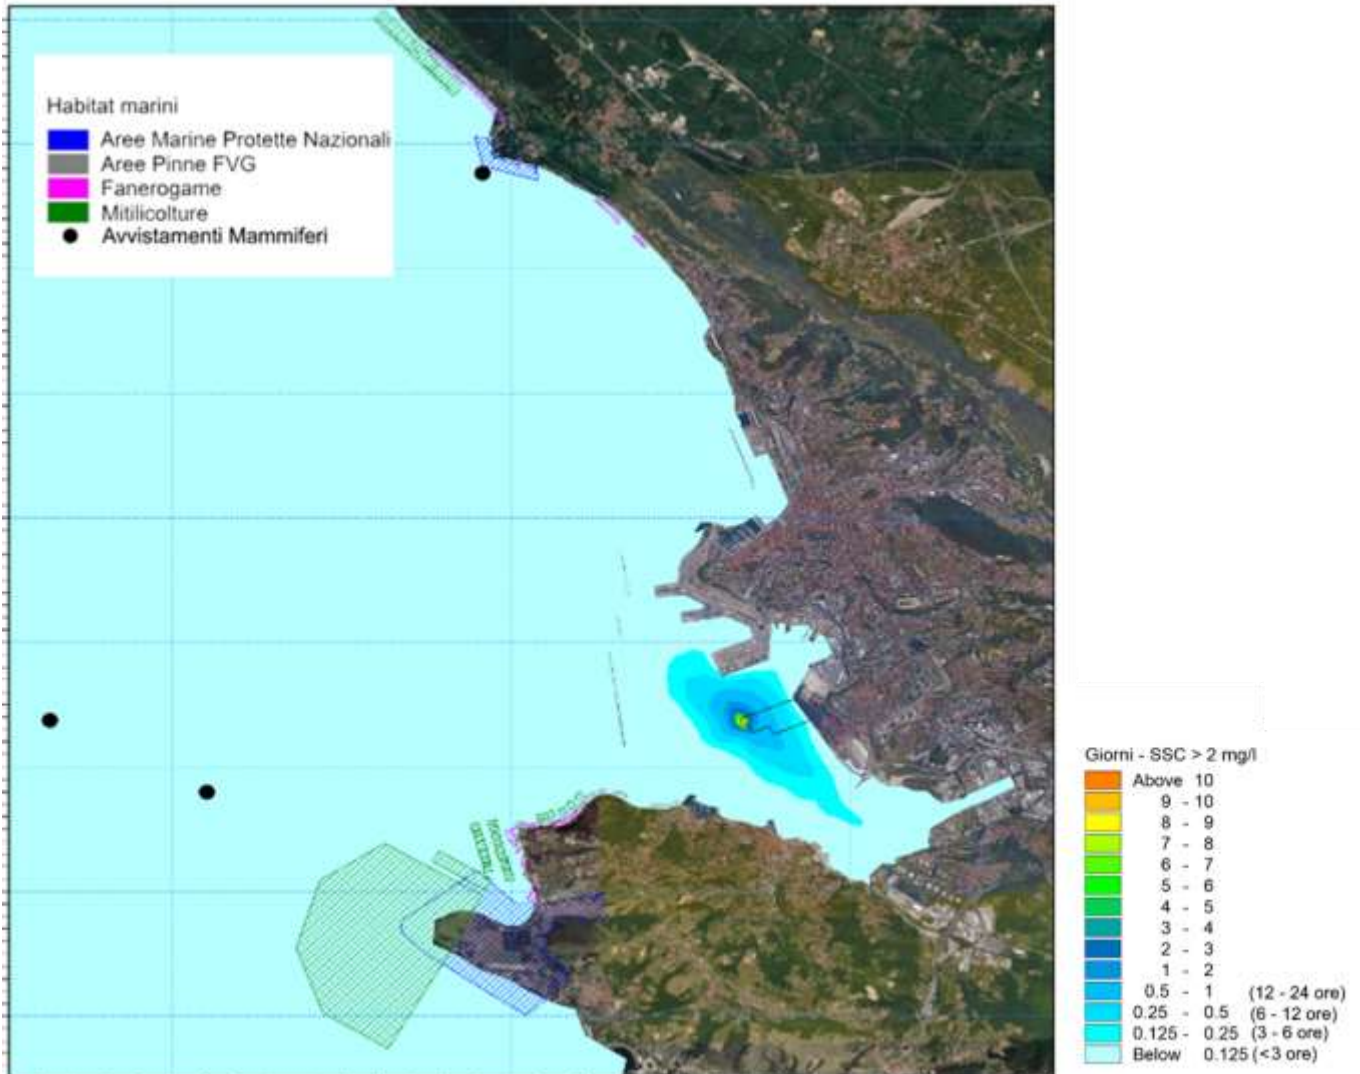 Habitat marini
Aree Marine Protette Nazionali
Aree Pinne FVG
Fanerogame
Mitilicolture
Avvistamenti Mammiferi
Giorni - SSC > 2 mg/l
Above 10
9 - 10
8 - 9
7 - 8
6 - 7
5 - 6
4 - 5
3 - 4
2 - 3
1 - 2
0.5 - 1 (12 - 24 ore)
0.25 - 0.5 (6 - 12 ore)
0.125 - 0.25 (3 - 6 ore)
Below 0.125 (<3 ore)